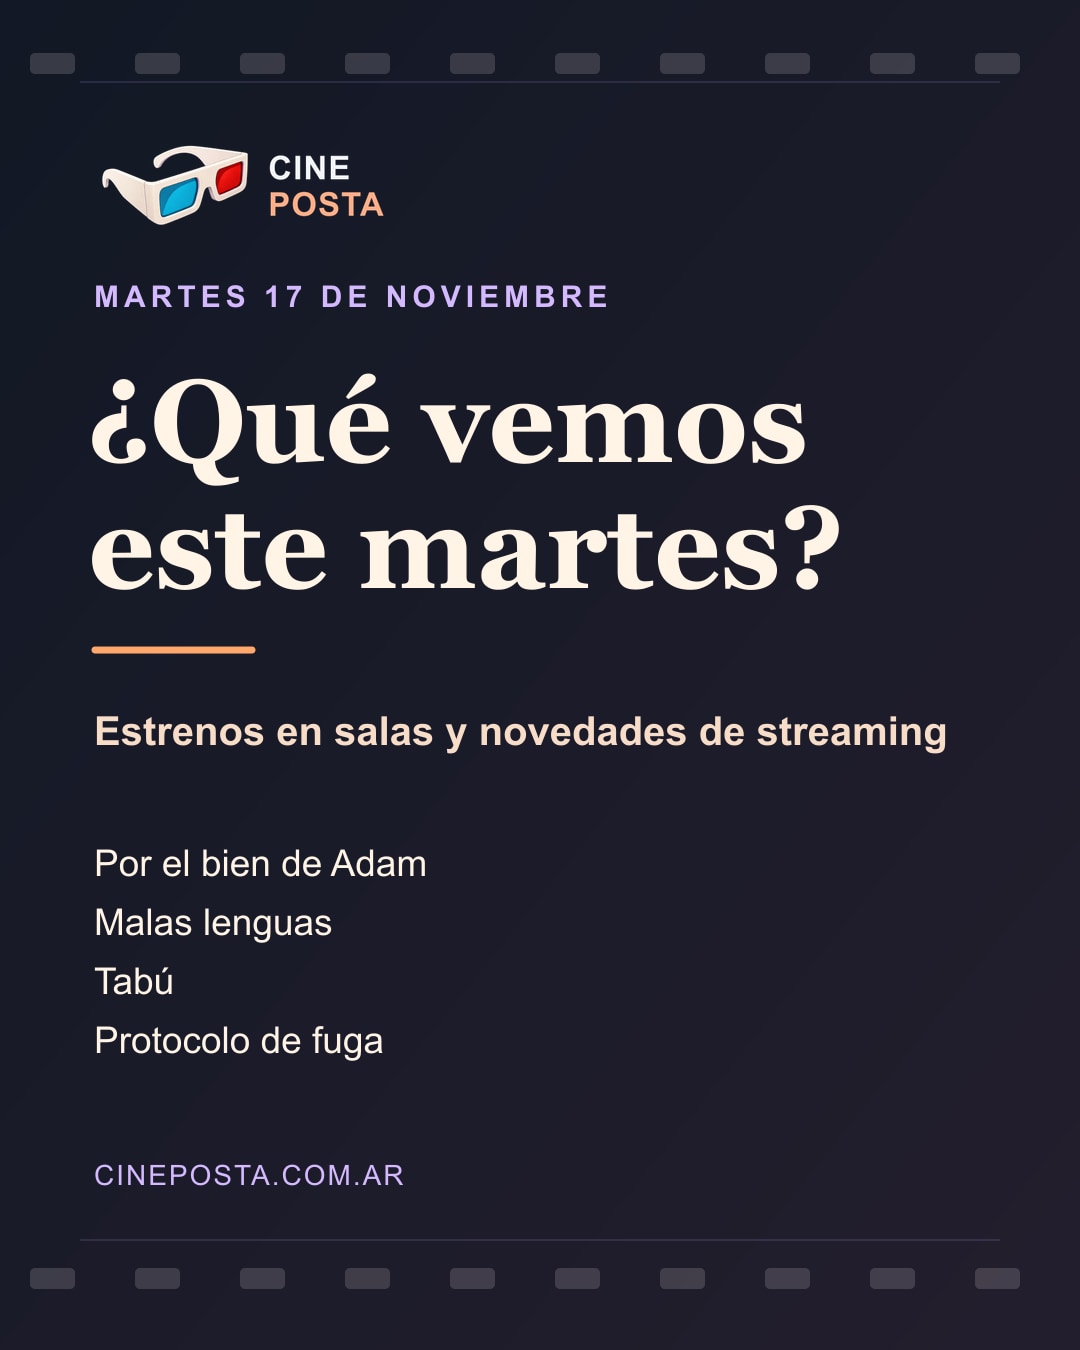 CINE
POSTA
MARTES 17 DE NOVIEMBRE
¿Qué vemos
este martes?
Estrenos en salas y novedades de streaming
Por el bien de Adam
Malas lenguas
Tabú
Protocolo de fuga
CINEPOSTA.COM.AR